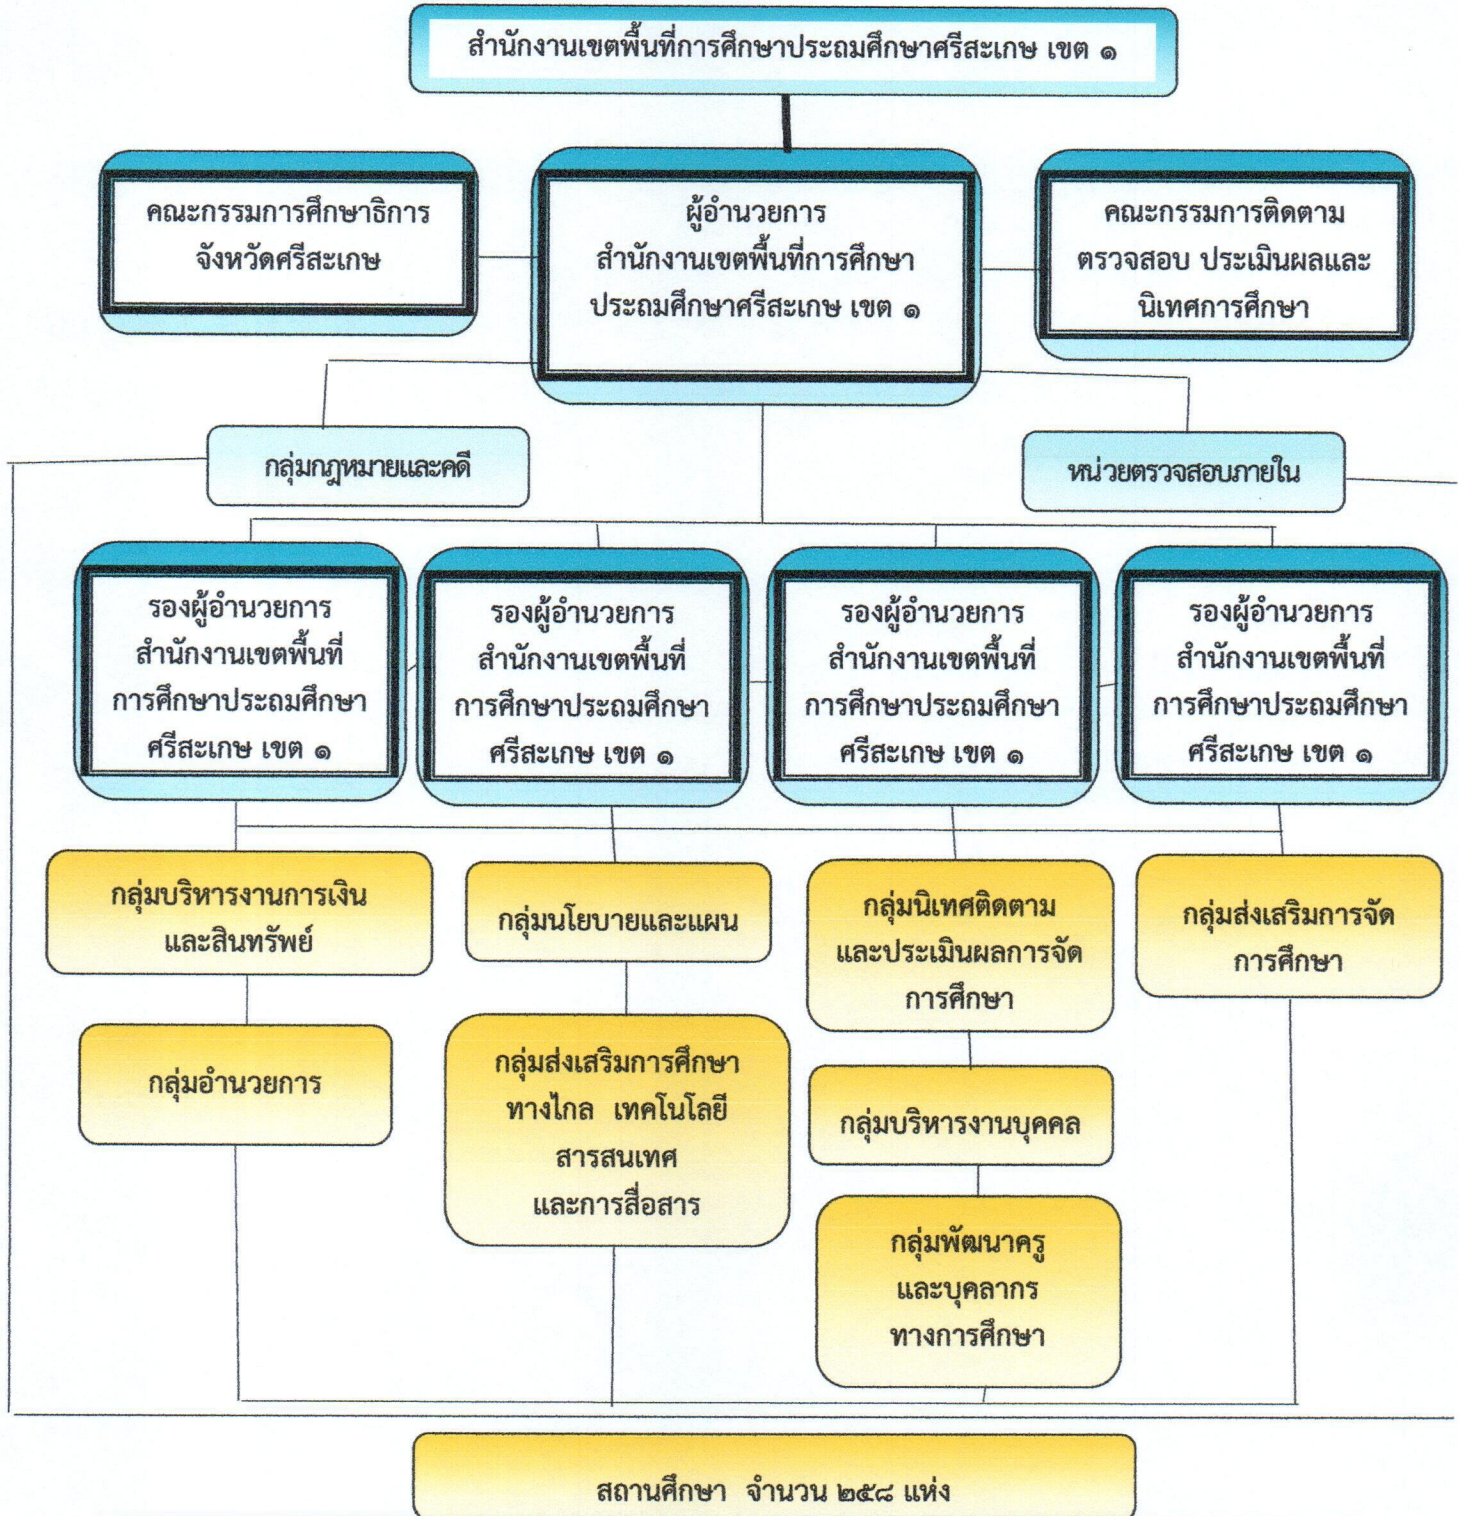 สำนักงานเขตพื้นที่การศึกษาประถมศึกษาศรีสะเกษ เขต ๑
คณะกรรมการศึกษาธิการ
จังหวัดศรีสะเกษ
ผู้อำนวยการ
สำนักงานเขตพื้นที่การศึกษา
ประถมศึกษาศรีสะเกษ เขต ๑
คณะกรรมการติดตาม
ตรวจสอบ ประเมินผลและ
นิเทศการศึกษา
กลุ่มกฎหมายและคดี
หน่วยตรวจสอบภายใน
รองผู้อำนวยการ
สำนักงานเขตพื้นที่
การศึกษาประถมศึกษา
ศรีสะเกษ เขต ๑
รองผู้อำนวยการ
สำนักงานเขตพื้นที่
การศึกษาประถมศึกษา
ศรีสะเกษ เขต ๑
รองผู้อำนวยการ
สำนักงานเขตพื้นที่
การศึกษาประถมศึกษา
ศรีสะเกษ เขต ๑
รองผู้อำนวยการ
สำนักงานเขตพื้นที่
การศึกษาประถมศึกษา
ศรีสะเกษ เขต ๑
กลุ่มบริหารงานการเงิน
และสินทรัพย์
กลุ่มนโยบายและแผน
กลุ่มนิเทศติดตาม
และประเมินผลการจัด
การศึกษา
กลุ่มส่งเสริมการจัด
การศึกษา
กลุ่มอำนวยการ
กลุ่มส่งเสริมการศึกษา
ทางไกล เทคโนโลยี
สารสนเทศ
และการสื่อสาร
กลุ่มบริหารงานบุคคล
กลุ่มพัฒนาครู
และบุคลากร
ทางการศึกษา
สถานศึกษา จำนวน ๒๕๘ แห่ง